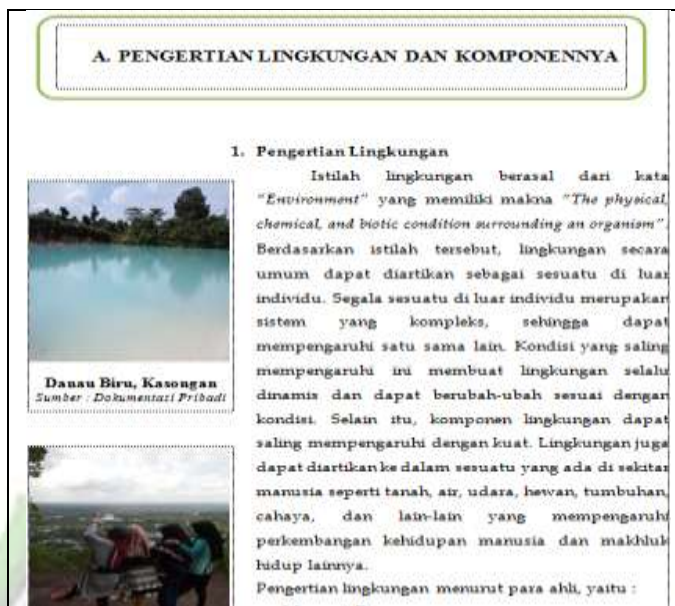 A. PENGERTIAN LINGKUNGAN DAN KOMPONENNYA
1. Pengertian Lingkungan
Istilah lingkungan berasal dari kata
"Environment" yang memiliki makna "The physical,
chemical, and biotic condition surrounding an organism".
Berdasarkan istilah tersebut, lingkungan secara
umum dapat diartikan sebagai sesuatu di luar
individu. Segala sesuatu di luar individu merupakan
sistem yang kompleks, sehingga dapat
mempengaruhi satu sama lain. Kondisi yang saling
mempengaruhi ini membuat lingkungan selalu
dinamis dan dapat berubah-ubah sesuai dengan
kondisi. Selain itu, komponen lingkungan dapat
saling mempengaruhi dengan kuat. Lingkungan juga
dapat diartikan ke dalam sesuatu yang ada di sekitar
manusia seperti tanah, air, udara, hewan, tumbuhan,
cahaya, dan lain-lain yang mempengaruhi
perkembangan kehidupan manusia dan makhluk
hidup lainnya.
Pengertian lingkungan menurut para ahli, yaitu :
Danau Biru, Kasongan
Sumber : Dokumentasi Pribadi